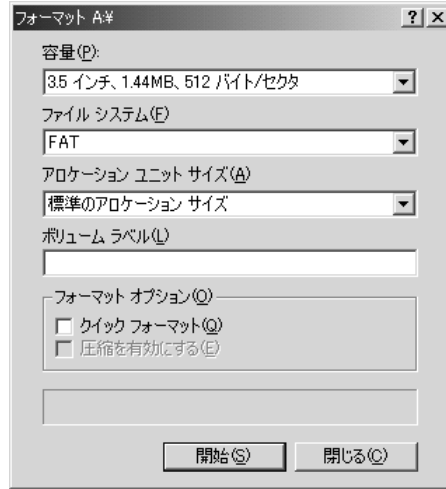 フォーマット A:¥
容量(P):
3.5 インチ、1.44MB、512 バイト/セクタ
ファイル システム(F)
FAT
アロケーション ユニット サイズ(A)
標準のアロケーション サイズ
ボリューム ラベル(L)
フォーマット オプション(O)
クイック フォーマット(Q)
圧縮を有効にする(E)
開始(S)
閉じる(C)